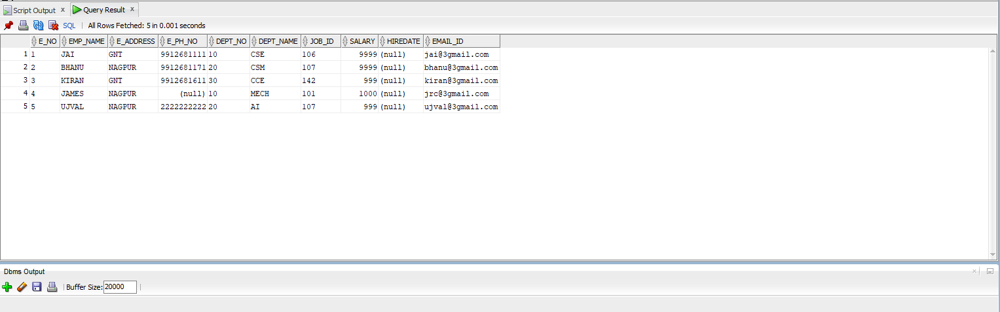 Script Output x Query Result x
SQL | All Rows Fetched: 5 in 0.001 seconds
E_NO EMP_NAME E_ADDRESS E_PH_NO DEPT_NO DEPT_NAME JOB_ID SALARY HIREDATE EMAIL_ID
1 1 JAI GNT 9912681111 10 CSE 106 9999 (null) jai@3gmail.com
2 2 BHANU NAGPUR 9912681171 20 CSM 107 9999 (null) bhanu@3gmail.com
3 3 KIRAN GNT 9912681611 30 CCE 142 999 (null) kiran@3gmail.com
4 4 JAMES NAGPUR (null) 10 MECH 101 1000 (null) jrc@3gmail.com
5 5 UJVAL NAGPUR 2222222222 20 AI 107 999 (null) ujval@3gmail.com
Dbms Output
Buffer Size: 20000